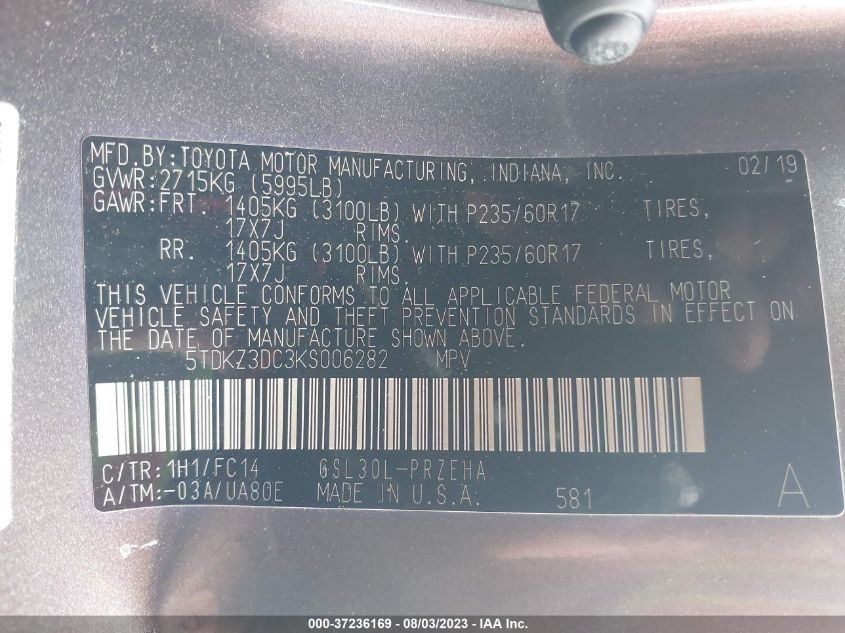 MFD.BY:TOYOTA MOTOR MANUFACTURING, INDIANA, INC. 02/19
GVWR:2715KG (5995LB)
GAWR:FRT. 1405KG (3100LB) WITH P235/60R17 TIRES,
17X7J RIMS.
RR. 1405KG (3100LB) WITH P235/60R17 TIRES,
17X7J RIMS.
THIS VEHICLE CONFORMS TO ALL APPLICABLE FEDERAL MOTOR
VEHICLE SAFETY AND THEFT PREVENTION STANDARDS IN EFFECT ON
THE DATE OF MANUFACTURE SHOWN ABOVE.
5TDKZ3DC3KS006282 MPV
C/TR:1H1/FC14 GSL30L-PRZEHA
A/TM:-03A/UA80E MADE IN U.S.A. 581 A
000-37236169 - 08/03/2023 - IAA Inc.